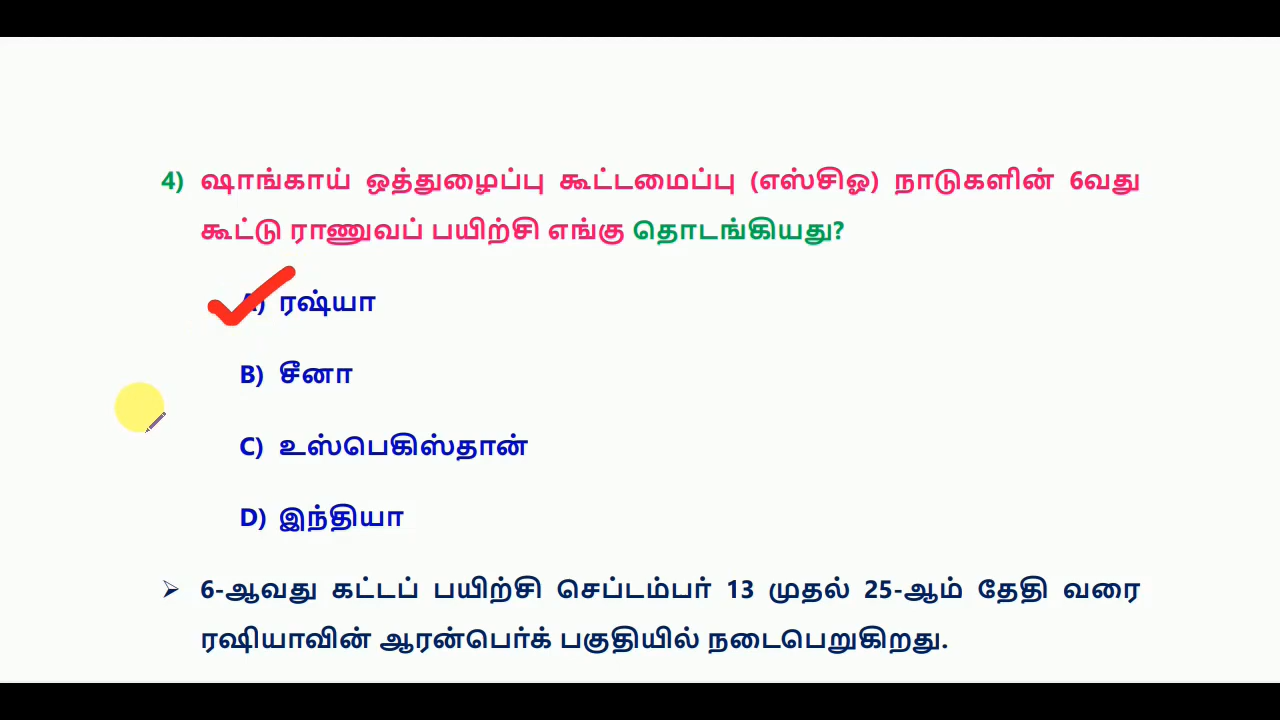 4) ஷாங்காய் ஒத்துழைப்பு கூட்டமைப்பு (எஸ்சிஓ) நாடுகளின் 6வது
கூட்டு ராணுவப் பயிற்சி எங்கு தொடங்கியது?
A) ரஷ்யா
B) சீனா
C) உஸ்பெகிஸ்தான்
D) இந்தியா
➢ 6-ஆவது கட்டப் பயிற்சி செப்டம்பர் 13 முதல் 25-ஆம் தேதி வரை
ரஷியாவின் ஆரன்பெர்க் பகுதியில் நடைபெறுகிறது.